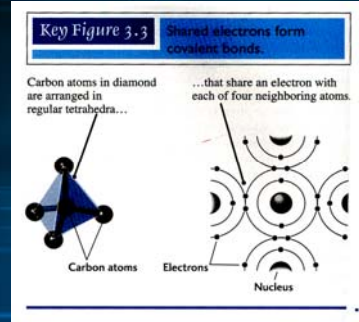 Key Figure 3.3
Shared electrons form
covalent bonds.
Carbon atoms in diamond
are arranged in
regular tetrahedra…
…that share an electron with
each of four neighboring atoms.
Carbon atoms
Electrons
Nucleus